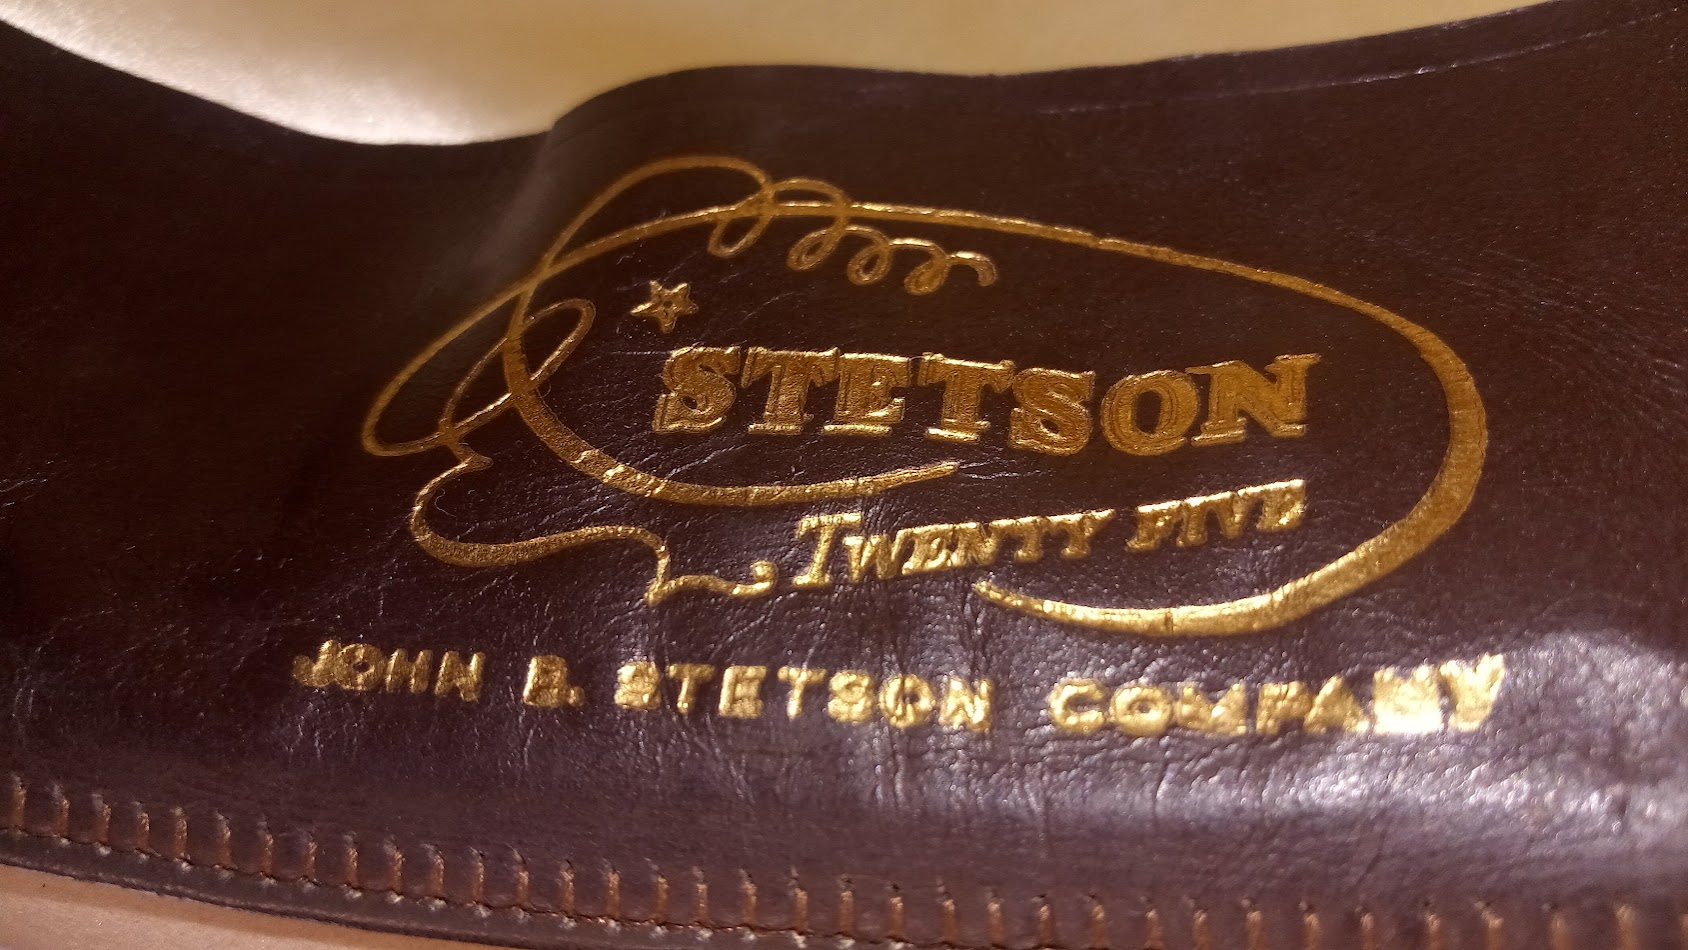 STETSON
TWENTY FIVE
JOHN B. STETSON COMPANY